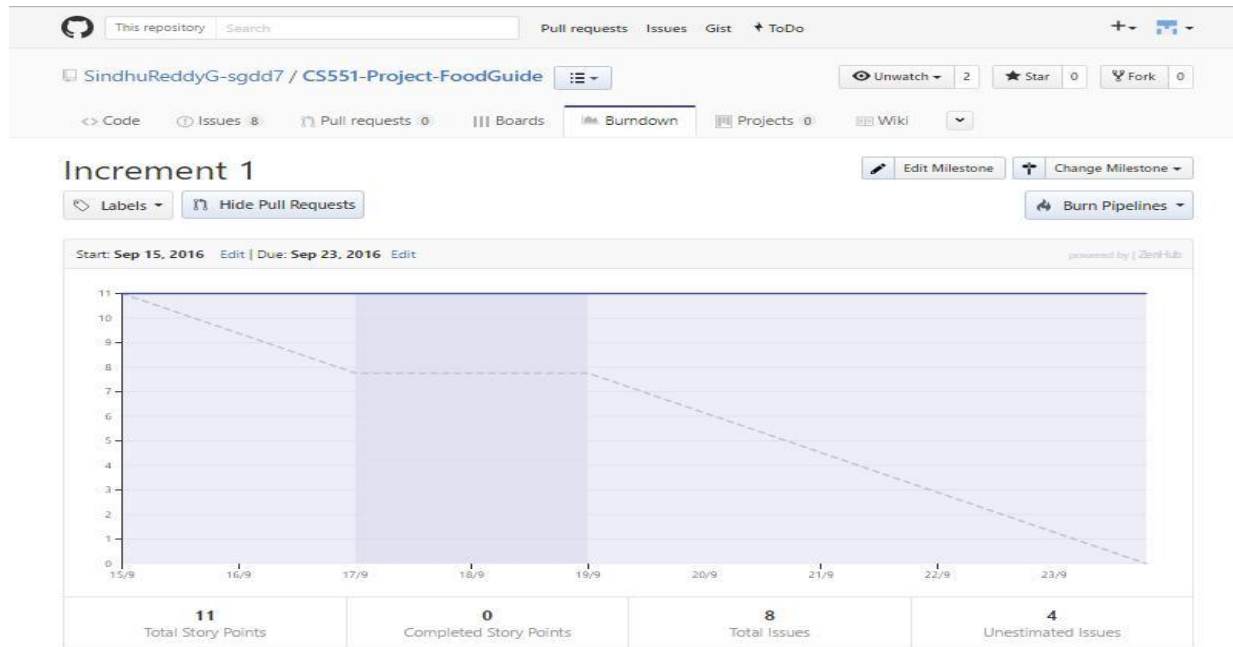 This repository Search Pull requests Issues Gist ToDo
SindhuReddyG-sgdd7 / CS551-Project-FoodGuide Unwatch 2 Star 0 Fork 0
<> Code Issues 8 Pull requests 0 Boards Burndown Projects 0 Wiki
Increment 1 Edit Milestone Change Milestone
Labels Hide Pull Requests Burn Pipelines
Start: Sep 15, 2016 Edit | Due: Sep 23, 2016 Edit powered by | ZenHub
11
10
9
8
7
6
5
4
3
2
1
0
15/9 16/9 17/9 18/9 19/9 20/9 21/9 22/9 23/9
11 0 8 4
Total Story Points Completed Story Points Total Issues Unestimated Issues